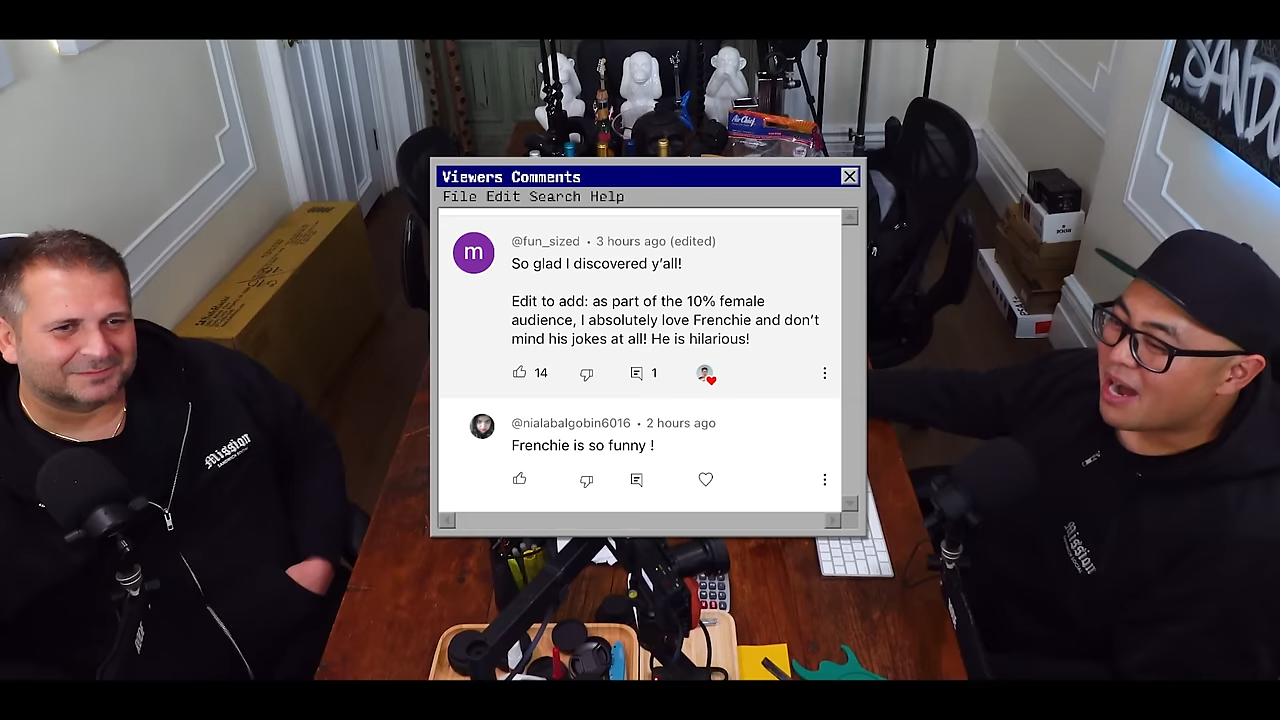 SANDW
Air Chief
Viewers Comments
File Edit Search Help
m
@fun_sized • 3 hours ago (edited)
So glad I discovered y'all!
Edit to add: as part of the 10% female
audience, I absolutely love Frenchie and don't
mind his jokes at all! He is hilarious!
14 1
@nialabalgobin6016 • 2 hours ago
Frenchie is so funny !
Mission
Mission